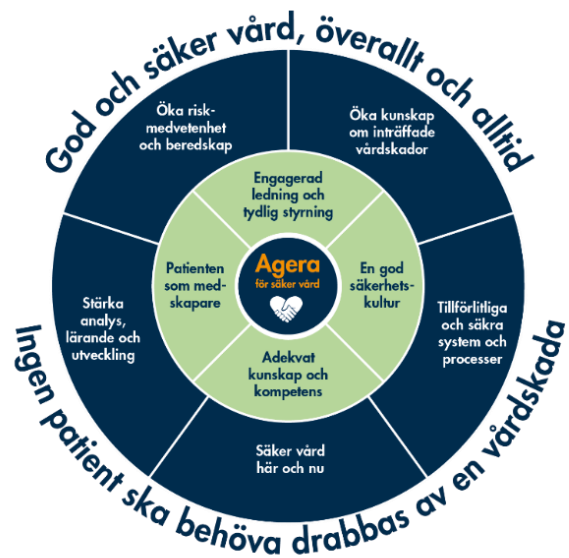 God och säker vård, överallt och alltid
Öka risk-
medvetenhet
och beredskap
Öka kunskap
om inträffade
vårdskador
Engagerad
ledning och
tydlig styrning
Patienten
som med-
skapare
Agera
för säker vård
En god
säkerhets-
kultur
Stärka
analys,
lärande och
utveckling
Tillförlitliga
och säkra
system och
processer
Adekvat
kunskap och
kompetens
Säker vård
här och nu
Ingen patient ska behöva drabbas av en vårdskada